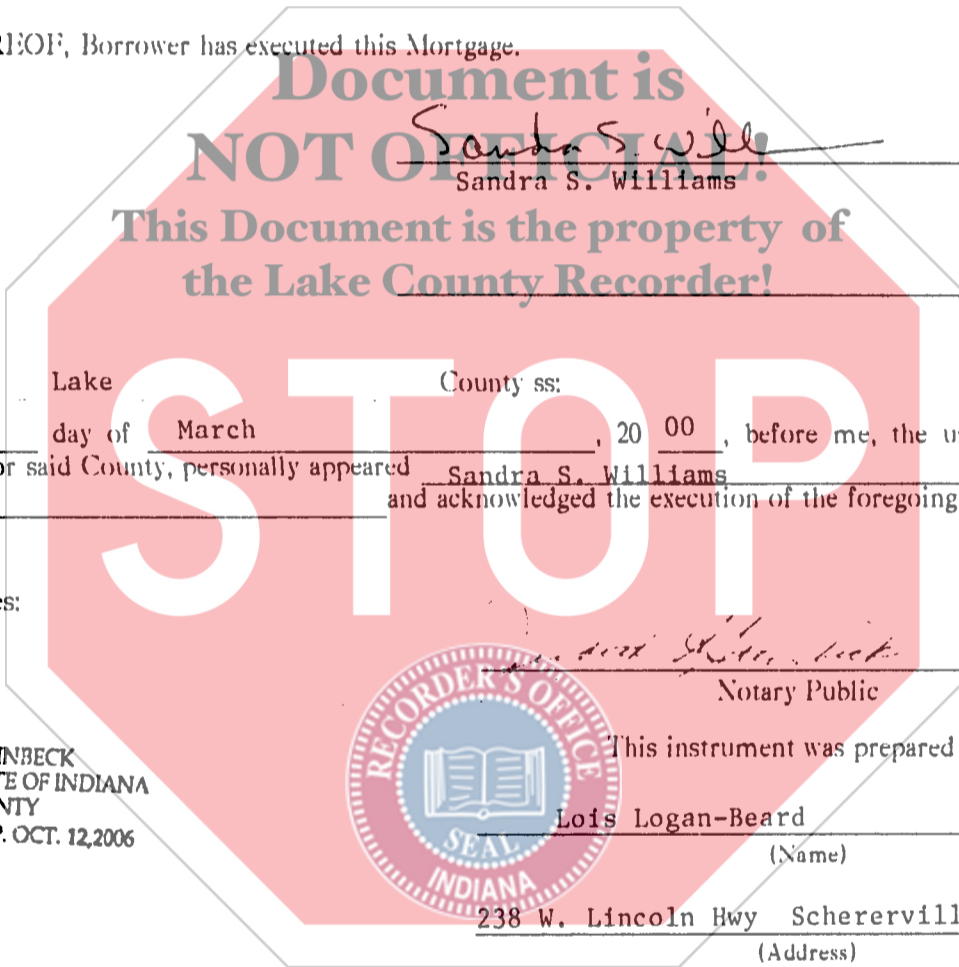 REOF, Borrower has executed this Mortgage.
Document is
NOT OFFICIAL!
Sandra S. Will
Sandra S. Williams
This Document is the property of
the Lake County Recorder!
STOP
Lake County ss:
day of March , 20 00 , before me, the u
or said County, personally appeared Sandra S. Williams
and acknowledged the execution of the foregoing
es:
Notary Public
RECORDER'S OFFICE
SEAL
INDIANA
This instrument was prepared
NBECK
E OF INDIANA
NTY
. OCT. 12,2006
Lois Logan-Beard
(Name)
238 W. Lincoln Hwy Scherervill
(Address)